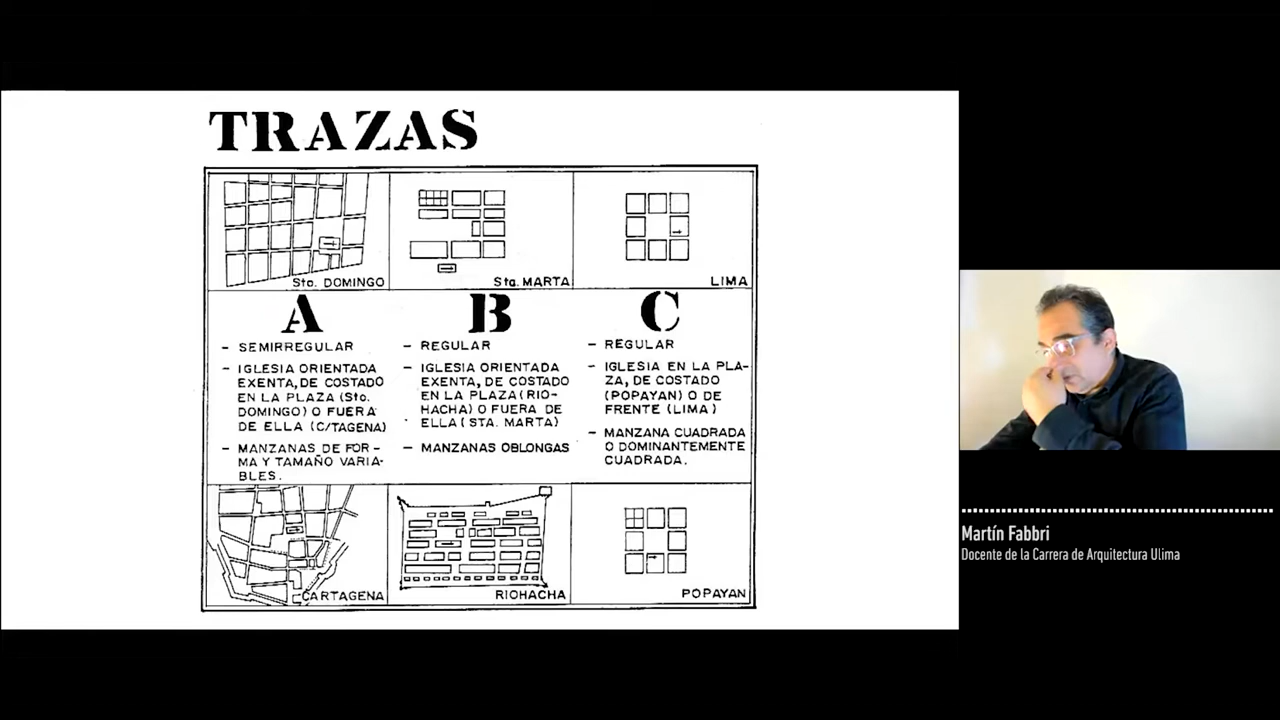 TRAZAS
Sto. DOMINGO
Sta. MARTA
LIMA
A
- SEMIRREGULAR
- IGLESIA ORIENTADA
EXENTA, DE COSTADO
EN LA PLAZA (Sto.
DOMINGO) O FUERA
DE ELLA (C/TAGENA)
- MANZANAS DE FOR-
MA Y TAMAÑO VARIA-
BLES.
B
- REGULAR
- IGLESIA ORIENTADA
EXENTA, DE COSTADO
EN LA PLAZA (RIO-
HACHA) O FUERA DE
ELLA ( STA. MARTA)
- MANZANAS OBLONGAS
C
- REGULAR
- IGLESIA EN LA PLA-
ZA, DE COSTADO
(POPAYAN) O DE
FRENTE (LIMA)
- MANZANA CUADRADA
O DOMINANTEMENTE
CUADRADA.
CARTAGENA
RIOHACHA
POPAYAN
Martín Fabbri
Docente de la Carrera de Arquitectura Ulima